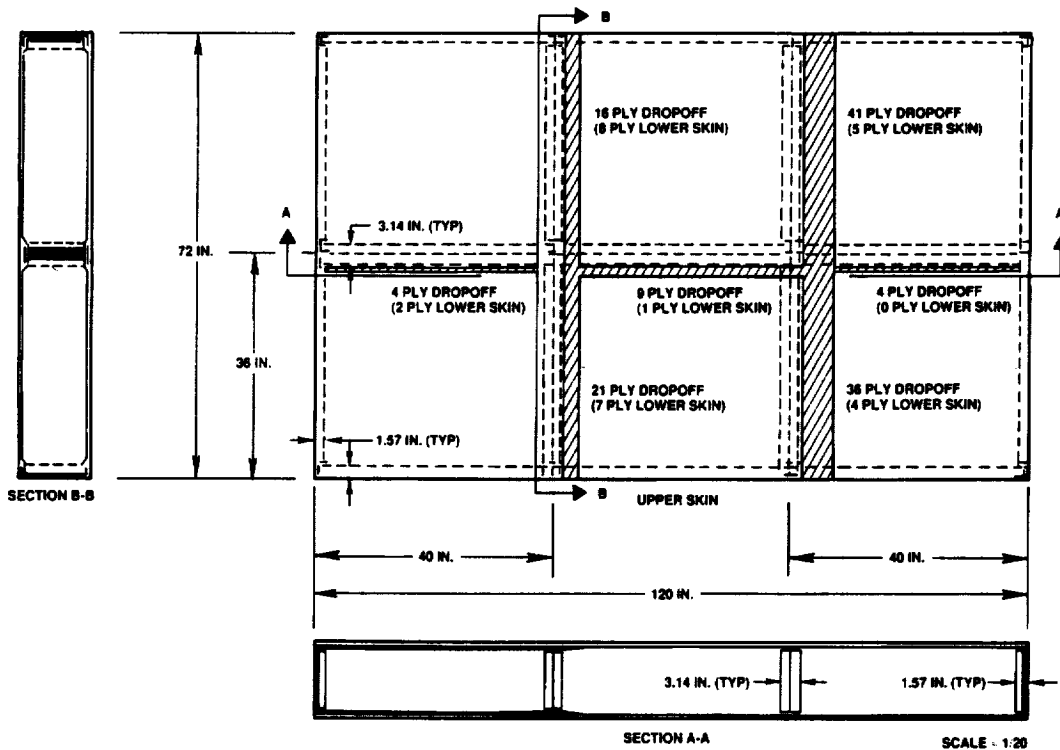 B
16 PLY DROPOFF
(8 PLY LOWER SKIN)
41 PLY DROPOFF
(5 PLY LOWER SKIN)
A
A
3.14 IN. (TYP)
72 IN.
4 PLY DROPOFF
(2 PLY LOWER SKIN)
9 PLY DROPOFF
(1 PLY LOWER SKIN)
4 PLY DROPOFF
(0 PLY LOWER SKIN)
36 IN.
21 PLY DROPOFF
(7 PLY LOWER SKIN)
36 PLY DROPOFF
(4 PLY LOWER SKIN)
1.57 IN. (TYP)
SECTION B-B
B
UPPER SKIN
40 IN.
40 IN.
120 IN.
3.14 IN. (TYP)
1.57 IN. (TYP)
SECTION A-A
SCALE - 1:20